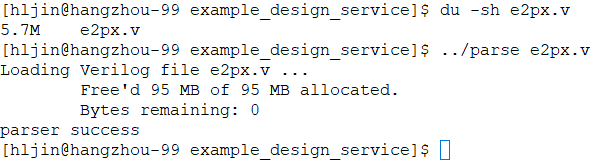 [hljin@hangzhou-99 example_design_service]$ du -sh e2px.v
5.7M    e2px.v
[hljin@hangzhou-99 example_design_service]$ ../parse e2px.v
Loading Verilog file e2px.v ...
        Free'd 95 MB of 95 MB allocated.
        Bytes remaining: 0
parser success
[hljin@hangzhou-99 example_design_service]$